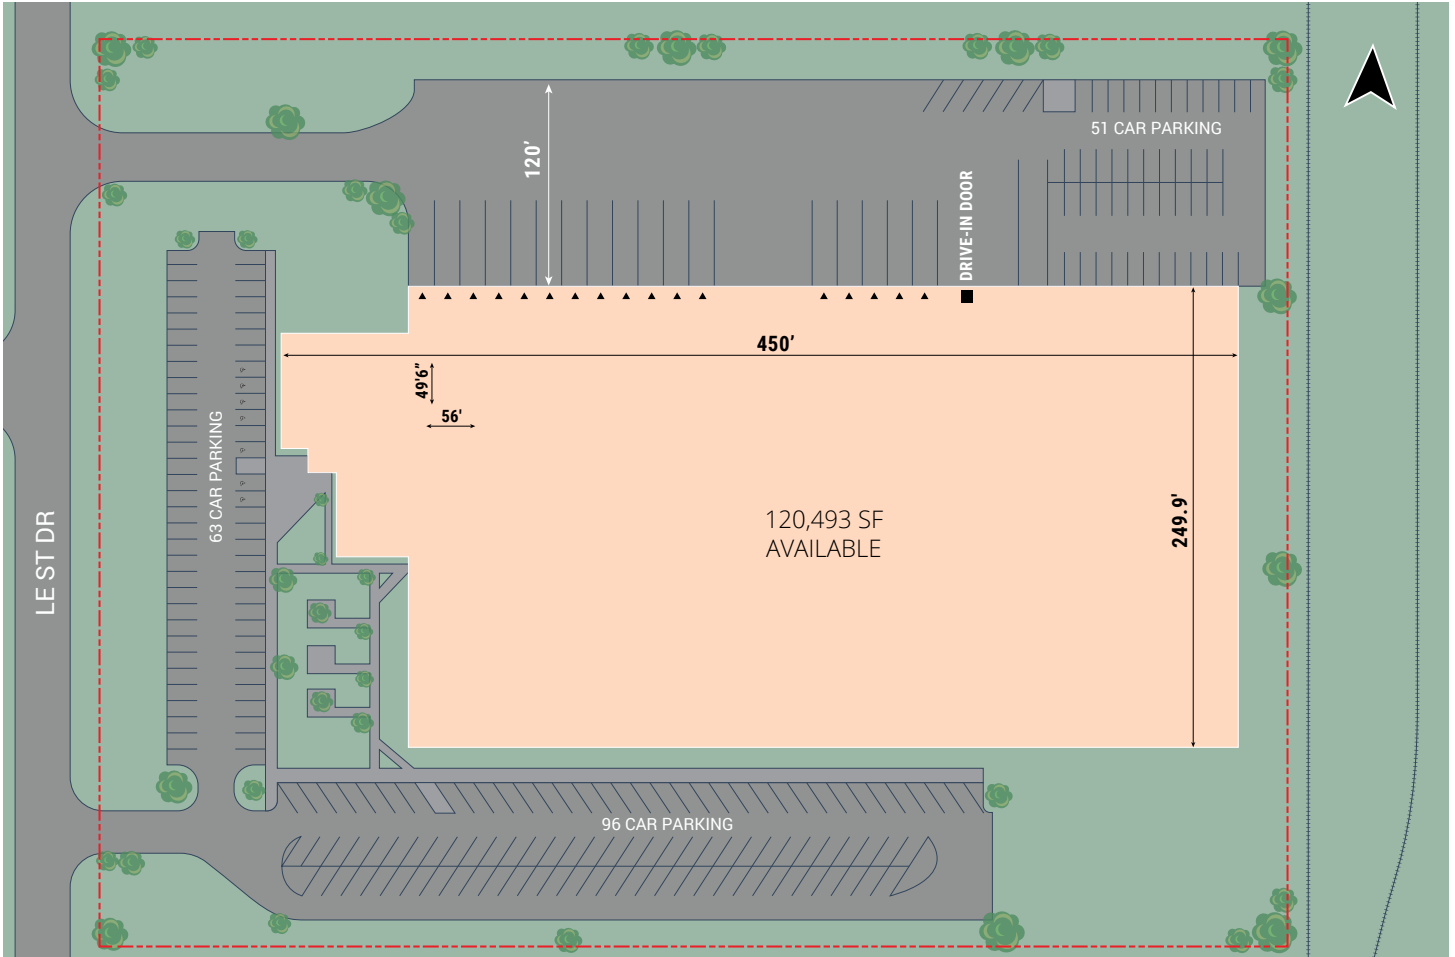 51 CAR PARKING
120’
DRIVE-IN DOOR
450’
49'6"
56'
63 CAR PARKING
120,493 SF
AVAILABLE
249.9'
LE ST DR
96 CAR PARKING